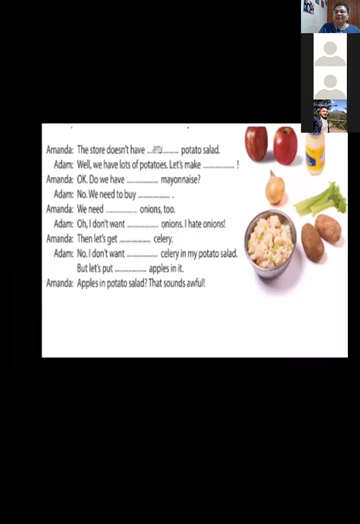 Amanda: The store doesn't have ...any... potato salad.
Adam: Well, we have lots of potatoes. Let's make .............. !
Amanda: OK. Do we have .............. mayonnaise?
Adam: No. We need to buy .............. .
Amanda: We need .............. onions, too.
Adam: Oh, I don't want .............. onions. I hate onions!
Amanda: Then let's get .............. celery.
Adam: No. I don't want .............. celery in my potato salad.
But let's put .............. apples in it.
Amanda: Apples in potato salad? That sounds awful!